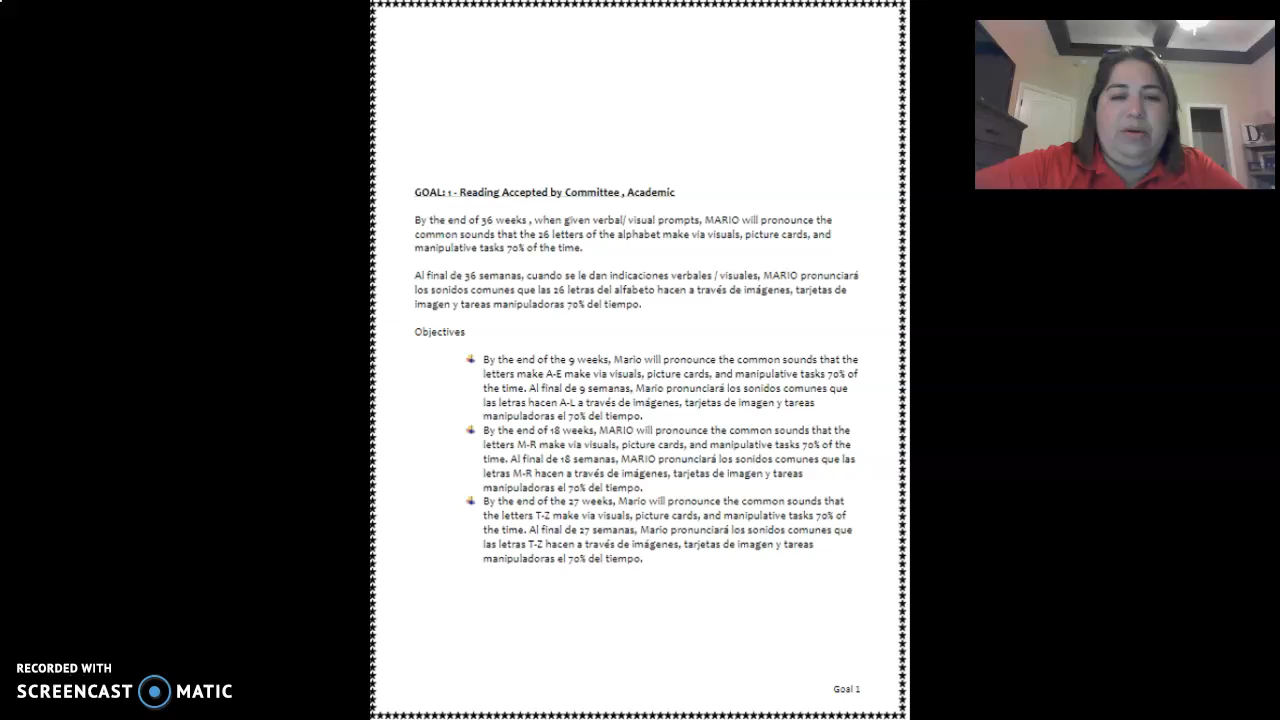 GOAL: 1 - Reading Accepted by Committee , Academic
By the end of 36 weeks , when given verbal/ visual prompts, MARIO will pronounce the
common sounds that the 26 letters of the alphabet make via visuals, picture cards, and
manipulative tasks 70% of the time.
Al final de 36 semanas, cuando se le dan indicaciones verbales / visuales, MARIO pronunciará
los sonidos comunes que las 26 letras del alfabeto hacen a través de imágenes, tarjetas de
imagen y tareas manipuladoras 70% del tiempo.
Objectives
By the end of the 9 weeks, Mario will pronounce the common sounds that the
letters make A-E make via visuals, picture cards, and manipulative tasks 70% of
the time. Al final de 9 semanas, Mario pronunciará los sonidos comunes que
las letras hacen A-L a través de imágenes, tarjetas de imagen y tareas
manipuladoras el 70% del tiempo.
By the end of 18 weeks, MARIO will pronounce the common sounds that the
letters M-R make via visuals, picture cards, and manipulative tasks 70% of the
time. Al final de 18 semanas, MARIO pronunciará los sonidos comunes que las
letras M-R hacen a través de imágenes, tarjetas de imagen y tareas
manipuladoras el 70% del tiempo.
By the end of the 27 weeks, Mario will pronounce the common sounds that
the letters T-Z make via visuals, picture cards, and manipulative tasks 70% of
the time. Al final de 27 semanas, Mario pronunciará los sonidos comunes que
las letras T-Z hacen a través de imágenes, tarjetas de imagen y tareas
manipuladoras el 70% del tiempo.
Goal 1
RECORDED WITH
SCREENCAST MATIC
D